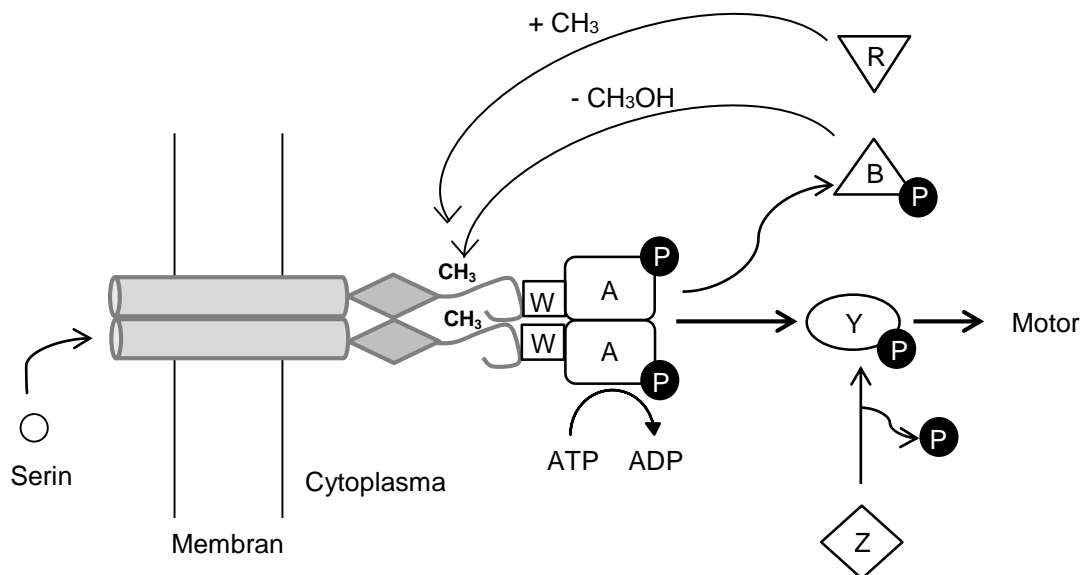 + CH₃
R
- CH₃OH
B
P
CH₃
P
W
A
CH₃
Y
Motor
W
A
P
P
P
ATP
ADP
Serin
Cytoplasma
Membran
Z